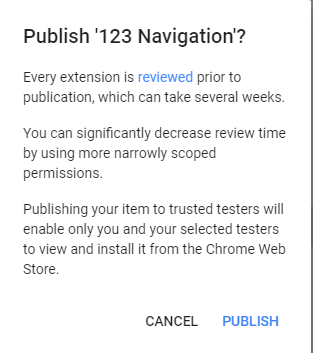 Publish '123 Navigation'?
Every extension is reviewed prior to
publication, which can take several weeks.
You can significantly decrease review time
by using more narrowly scoped
permissions.
Publishing your item to trusted testers will
enable only you and your selected testers
to view and install it from the Chrome Web
Store.
CANCEL PUBLISH